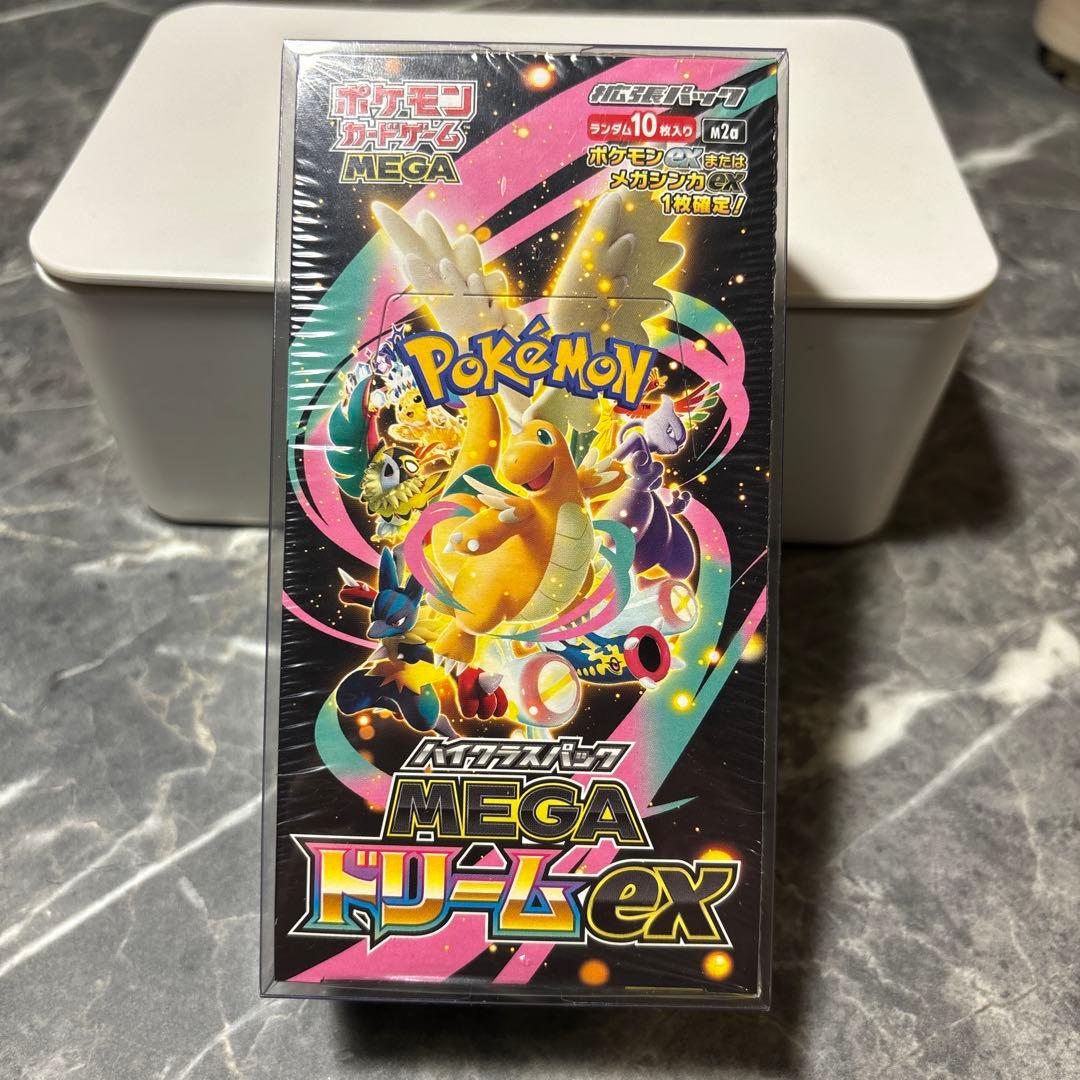 ポケモン
カードゲーム
MEGA
拡張パック
ランダム10枚入り M2a
ポケモンexまたは
メガシンカex
1枚確定!
POKéMON
TM
ハイクラスパック
MEGA
ドリームex